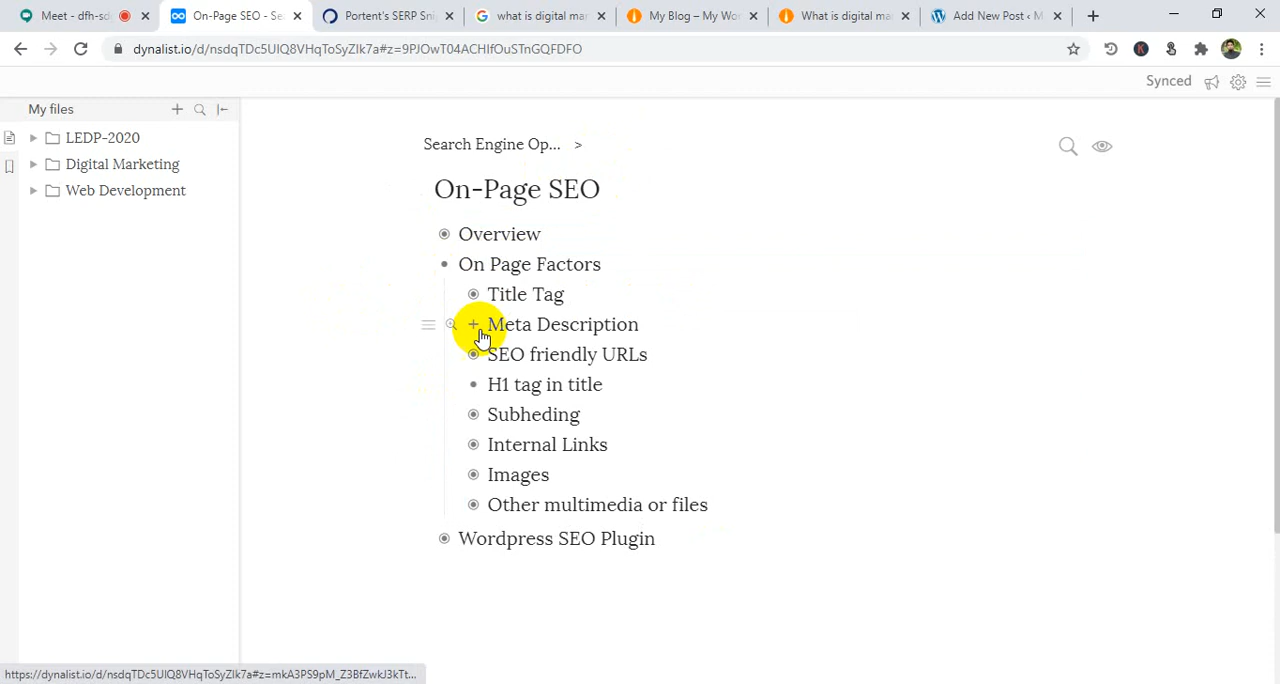 Meet - dfh-sd
On-Page SEO - Se
Portent's SERP Sni
what is digital mar
My Blog – My Wo
What is digital ma
Add New Post ‹ M
dynalist.io/d/nsdqTDc5UIQ8VHqToSyZIk7a#z=9PJOwT04ACHIfOuSTnGQFDFO
Synced
My files
LEDP-2020
Digital Marketing
Web Development
Search Engine Op... >
On-Page SEO
Overview
On Page Factors
Title Tag
Meta Description
SEO friendly URLs
H1 tag in title
Subheding
Internal Links
Images
Other multimedia or files
Wordpress SEO Plugin
https://dynalist.io/d/nsdqTDc5UIQ8VHqToSyZIk7a#z=mkA3PS9pM_Z3BfZwkJ3kTt...